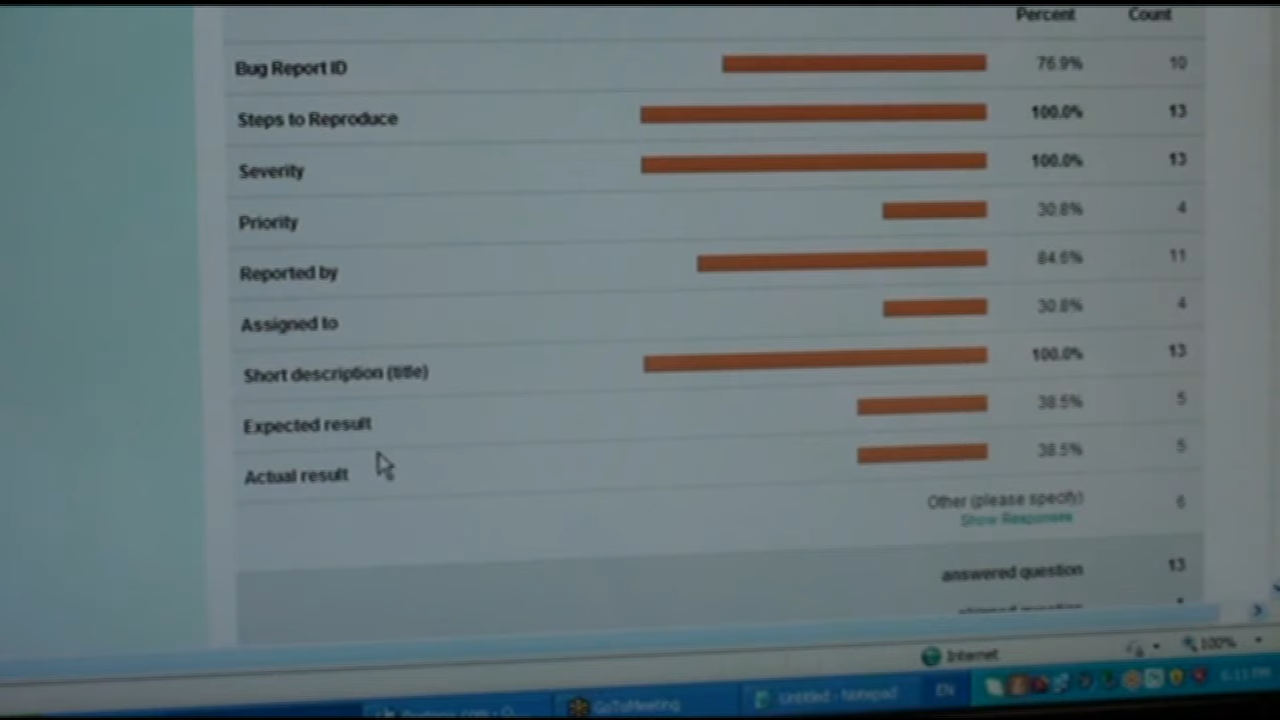 Percent Count
Bug Report ID 76.9% 10
Steps to Reproduce 100.0% 13
Severity 100.0% 13
Priority 30.8% 4
Reported by 84.6% 11
Assigned to 30.8% 4
Short description (title) 100.0% 13
Expected result 38.5% 5
Actual result 38.5% 5
Other (please specify) 6
Show Responses
answered question 13
Internet 100%
GoToMeeting Untitled - Notepad EN 6:11 PM